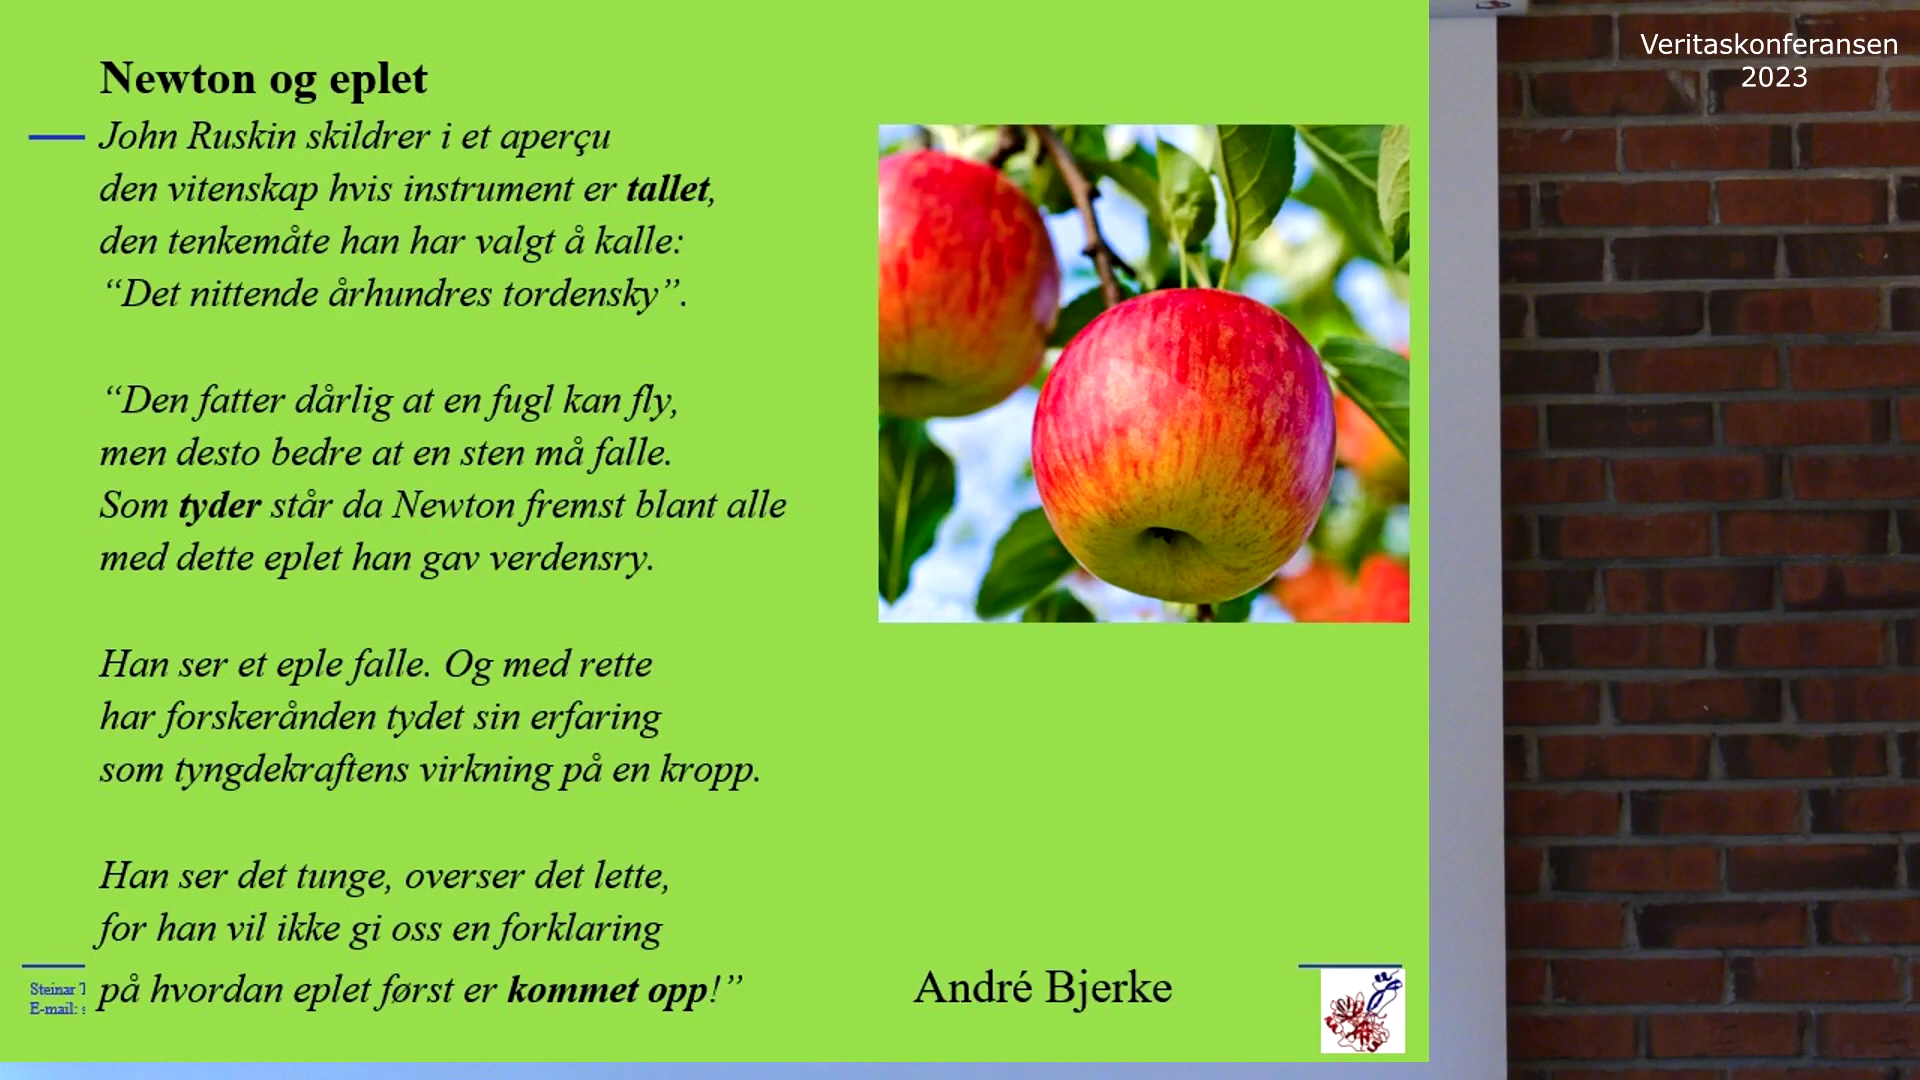 Veritaskonferansen
2023
Newton og eplet
John Ruskin skildrer i et aperçu
den vitenskap hvis instrument er tallet,
den tenkemåte han har valgt å kalle:
“Det nittende århundres tordensky”.
“Den fatter dårlig at en fugl kan fly,
men desto bedre at en sten må falle.
Som tyder står da Newton fremst blant alle
med dette eplet han gav verdensry.
Han ser et eple falle. Og med rette
har forskerånden tydet sin erfaring
som tyngdekraftens virkning på en kropp.
Han ser det tunge, overser det lette,
for han vil ikke gi oss en forklaring
på hvordan eplet først er kommet opp!”
André Bjerke
Steinar
E-mail: